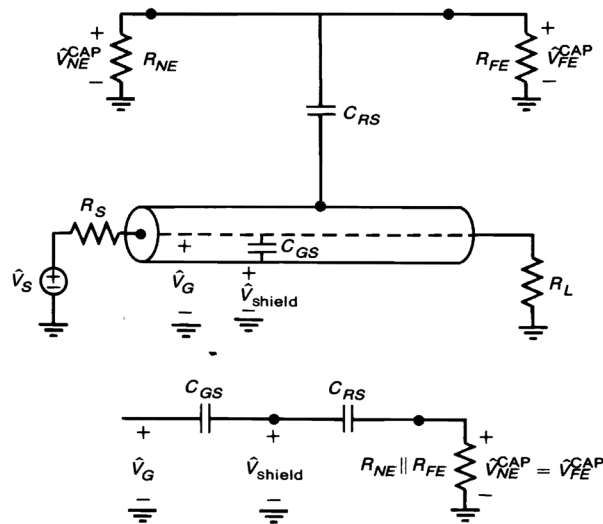 +
V̂_NE^CAP
−
R_NE
R_FE
+
V̂_FE^CAP
−
C_RS
R_S
+
−
V̂_S
+
V̂_G
−
C_GS
+
V̂_shield
−
R_L
C_GS
C_RS
+
V̂_G
−
+
V̂_shield
−
R_NE || R_FE
+
V̂_NE^CAP = V̂_FE^CAP
−